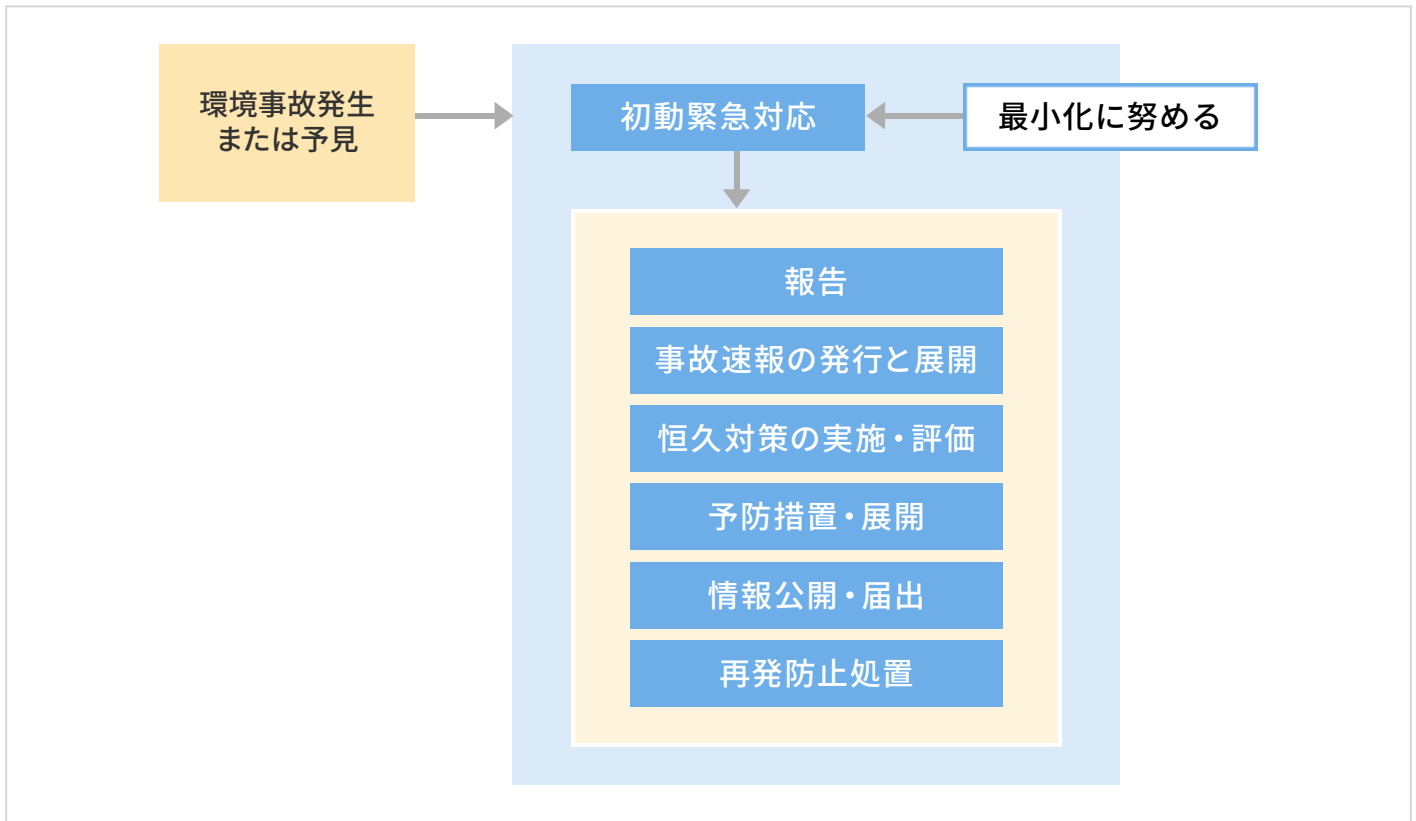 環境事故発生
または予見
初動緊急対応
最小化に努める
報告
事故速報の発行と展開
恒久対策の実施・評価
予防措置・展開
情報公開・届出
再発防止処置